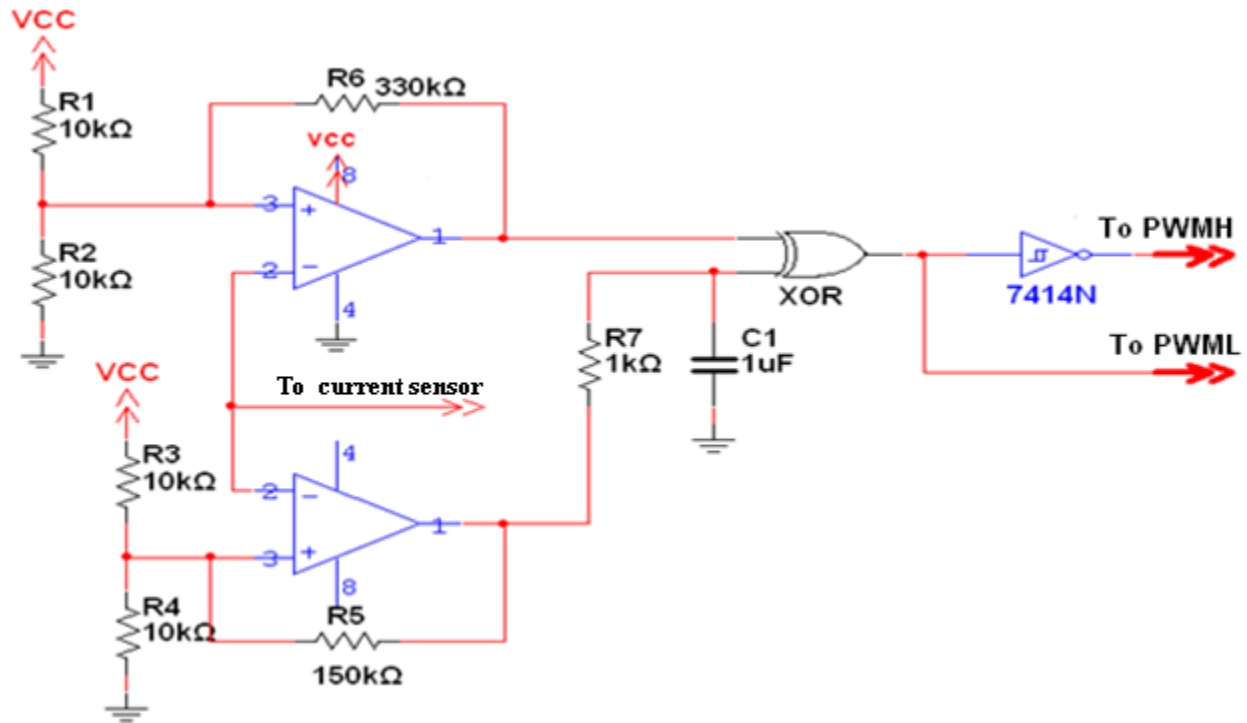 VCC
R1
10kΩ
R2
10kΩ
R6
330kΩ
VCC
8
3
+
2
−
1
4
To current sensor
VCC
R3
10kΩ
R4
10kΩ
4
2
−
3
+
1
8
R5
150kΩ
R7
1kΩ
C1
1uF
XOR
7414N
To PWMH
To PWML